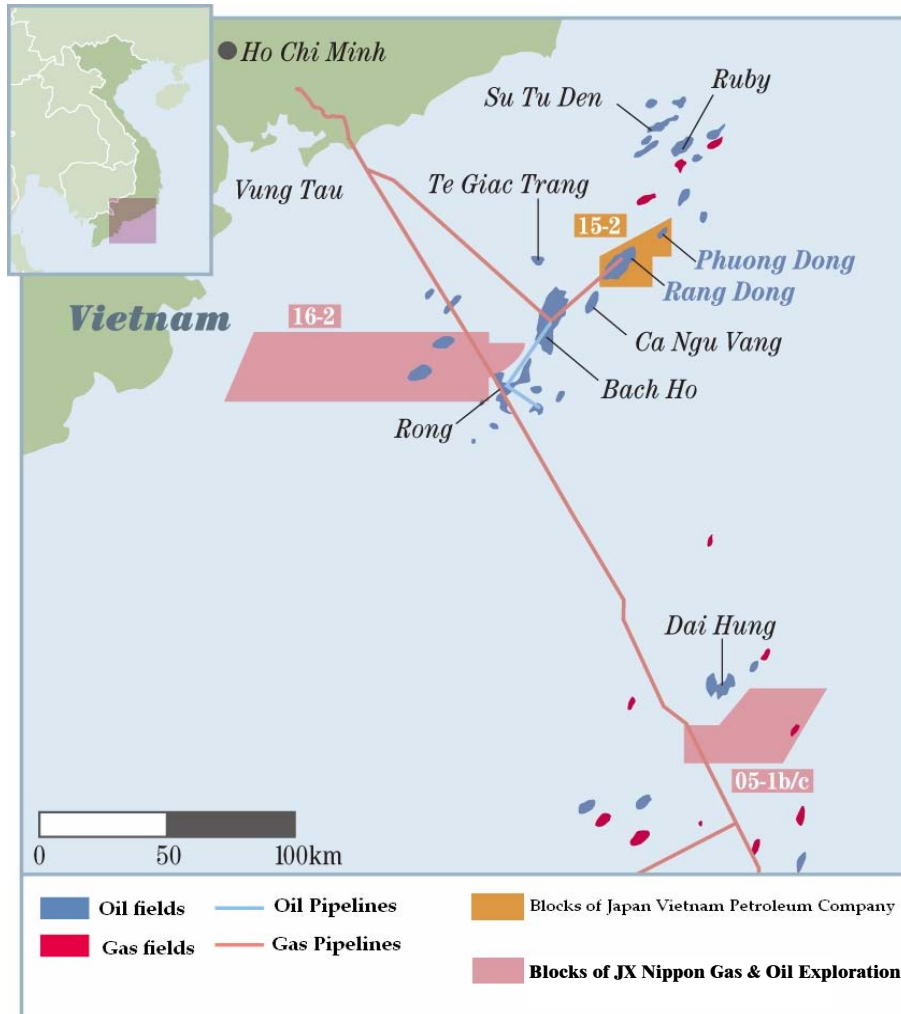 Ho Chi Minh
Su Tu Den
Ruby
Vung Tau
Te Giac Trang
15-2
Phuong Dong
Rang Dong
Vietnam
16-2
Ca Ngu Vang
Bach Ho
Rong
Dai Hung
05-1b/c
0 50 100km
Oil fields
Oil Pipelines
Blocks of Japan Vietnam Petroleum Company
Gas fields
Gas Pipelines
Blocks of JX Nippon Gas & Oil Exploration